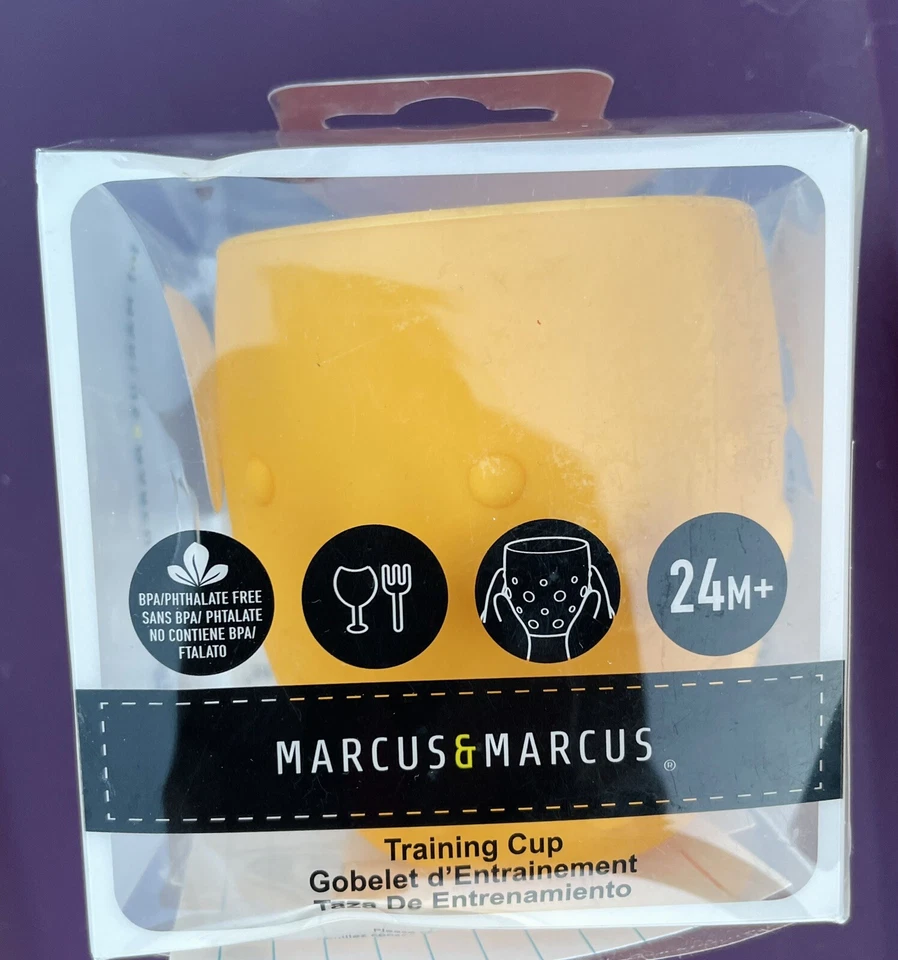 BPA/PHTHALATE FREE
SANS BPA/ PHTALATE
NO CONTIENE BPA/
FTALATO
24M+
MARCUS&MARCUS®
Training Cup
Gobelet d'Entrainement
Taza De Entrenamiento